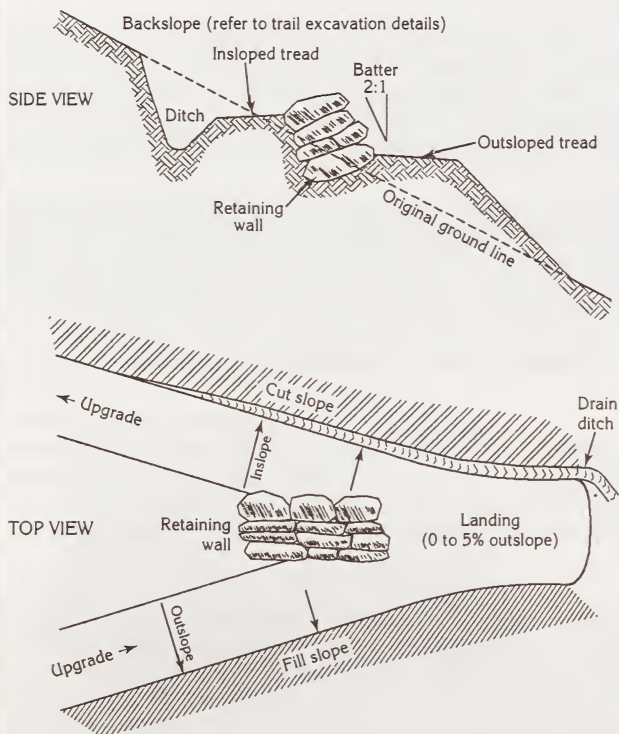 Backslope (refer to trail excavation details)
Insloped tread
Batter
2:1
SIDE VIEW
Ditch
Outsloped tread
Retaining
wall
Original ground line
Cut slope
Drain
ditch
← Upgrade
Inslope
TOP VIEW
Retaining
wall
Landing
(0 to 5% outslope)
Outslope
Upgrade →
Fill slope